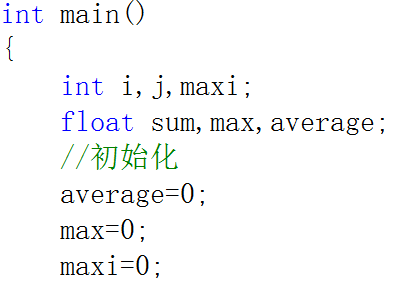 int main()
{
    int i,j,maxi;
    float sum,max,average;
    //初始化
    average=0;
    max=0;
    maxi=0;